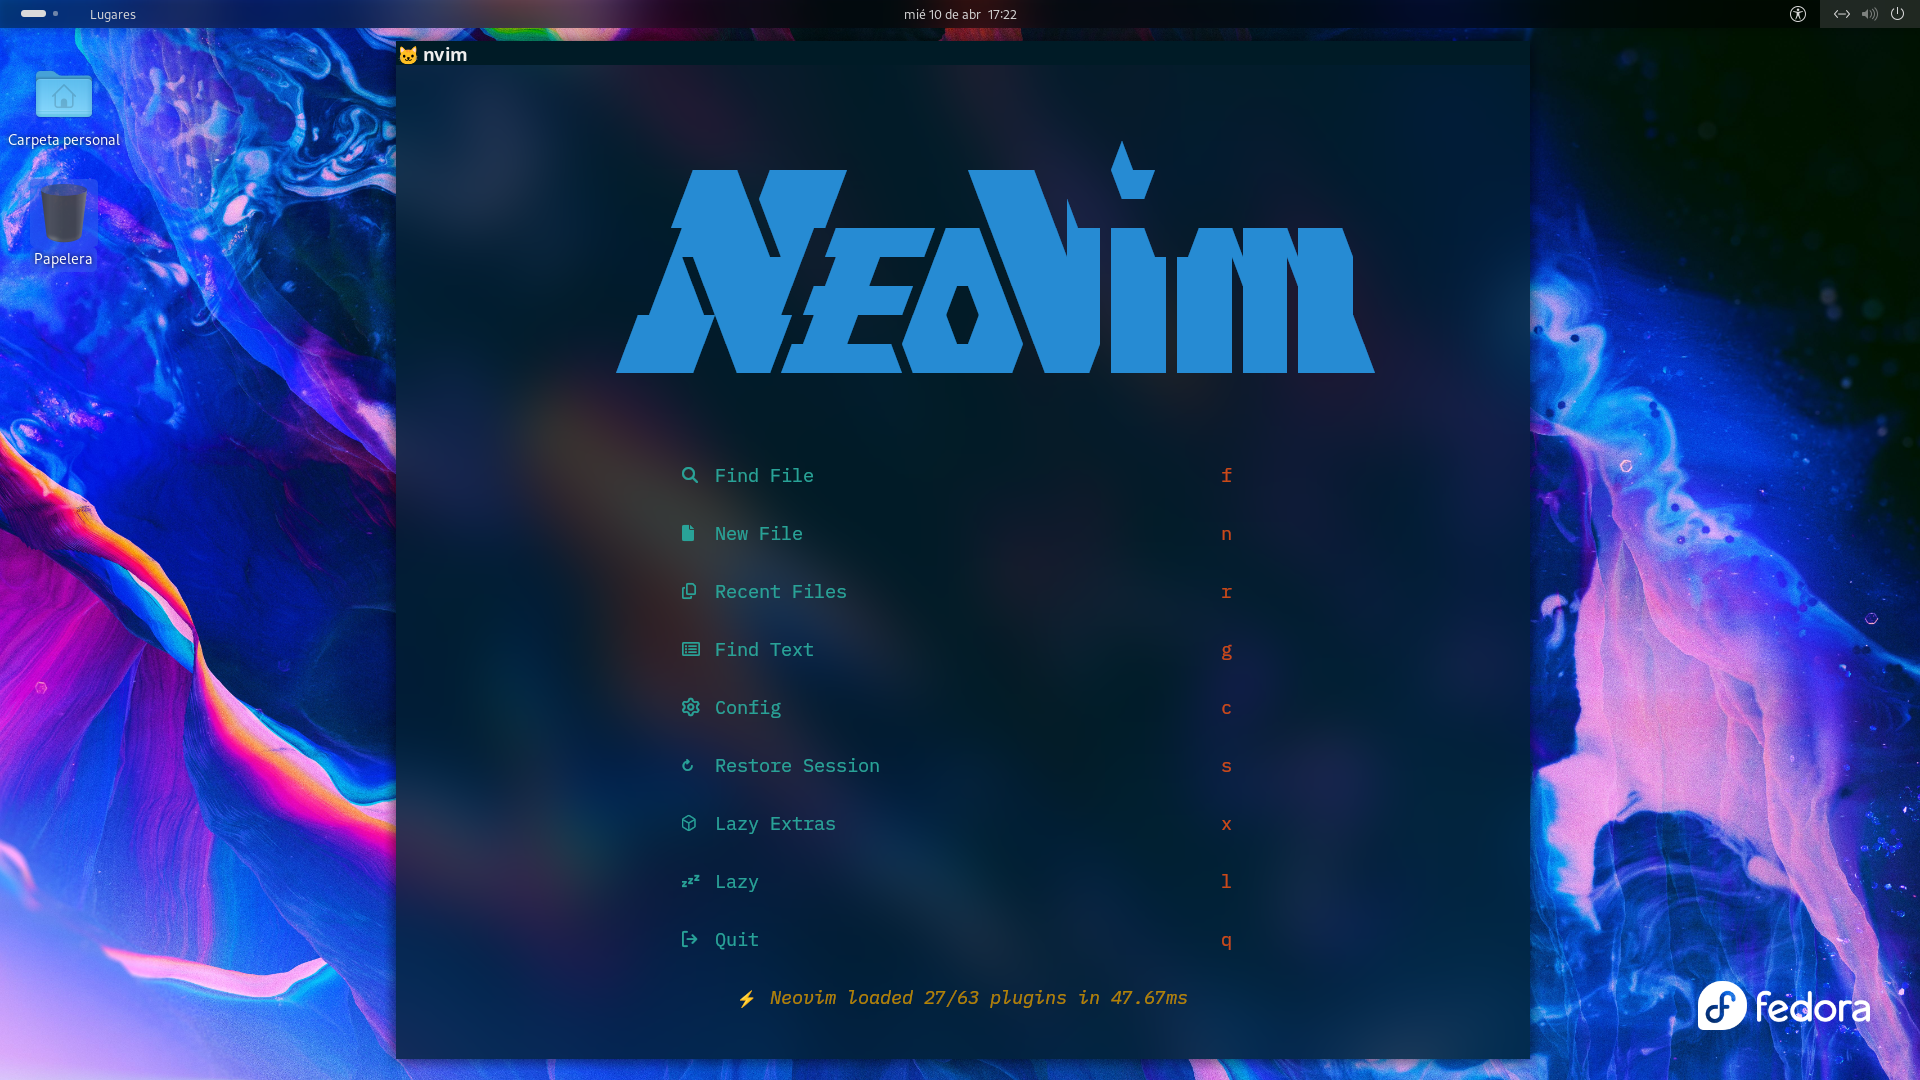 Lugares
mié 10 de abr 17:22
nvim
Carpeta personal
Papelera
NEOVim
Find File f
New File n
Recent Files r
Find Text g
Config c
Restore Session s
Lazy Extras x
Lazy l
Quit q
⚡ Neovim loaded 27/63 plugins in 47.67ms
fedora